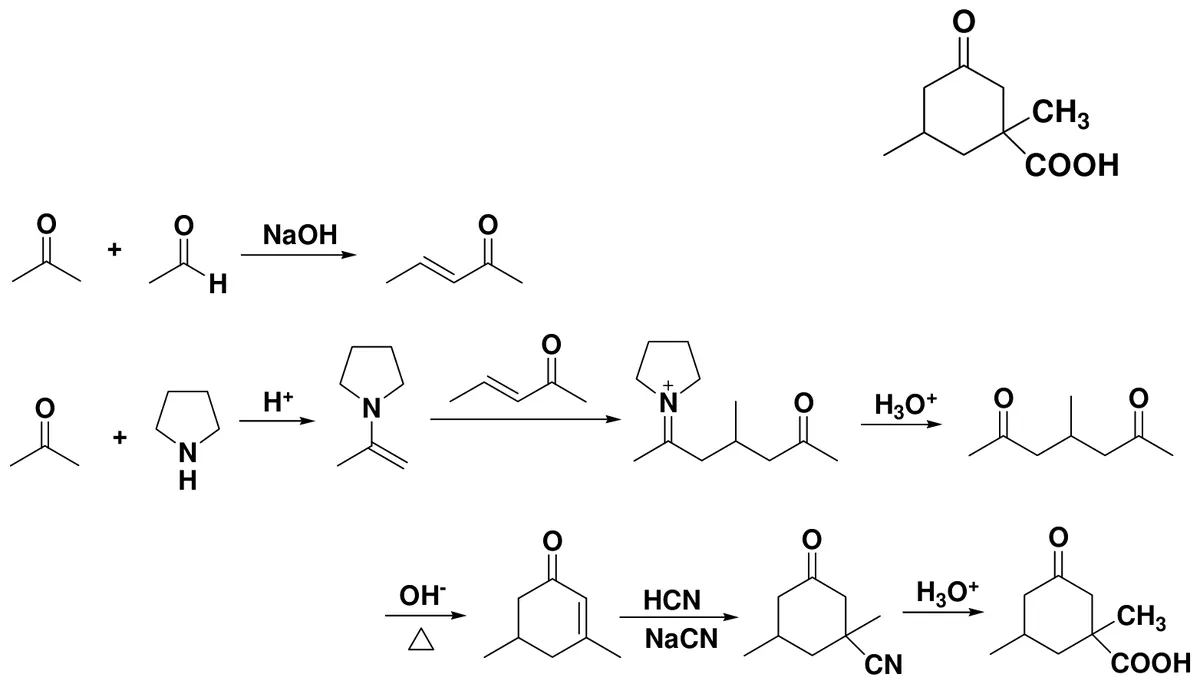 O
CH3
COOH
O + O H NaOH O
O + N H H+ N O N + O H3O+ O O
OH- △ O HCN NaCN O CN H3O+ O CH3 COOH